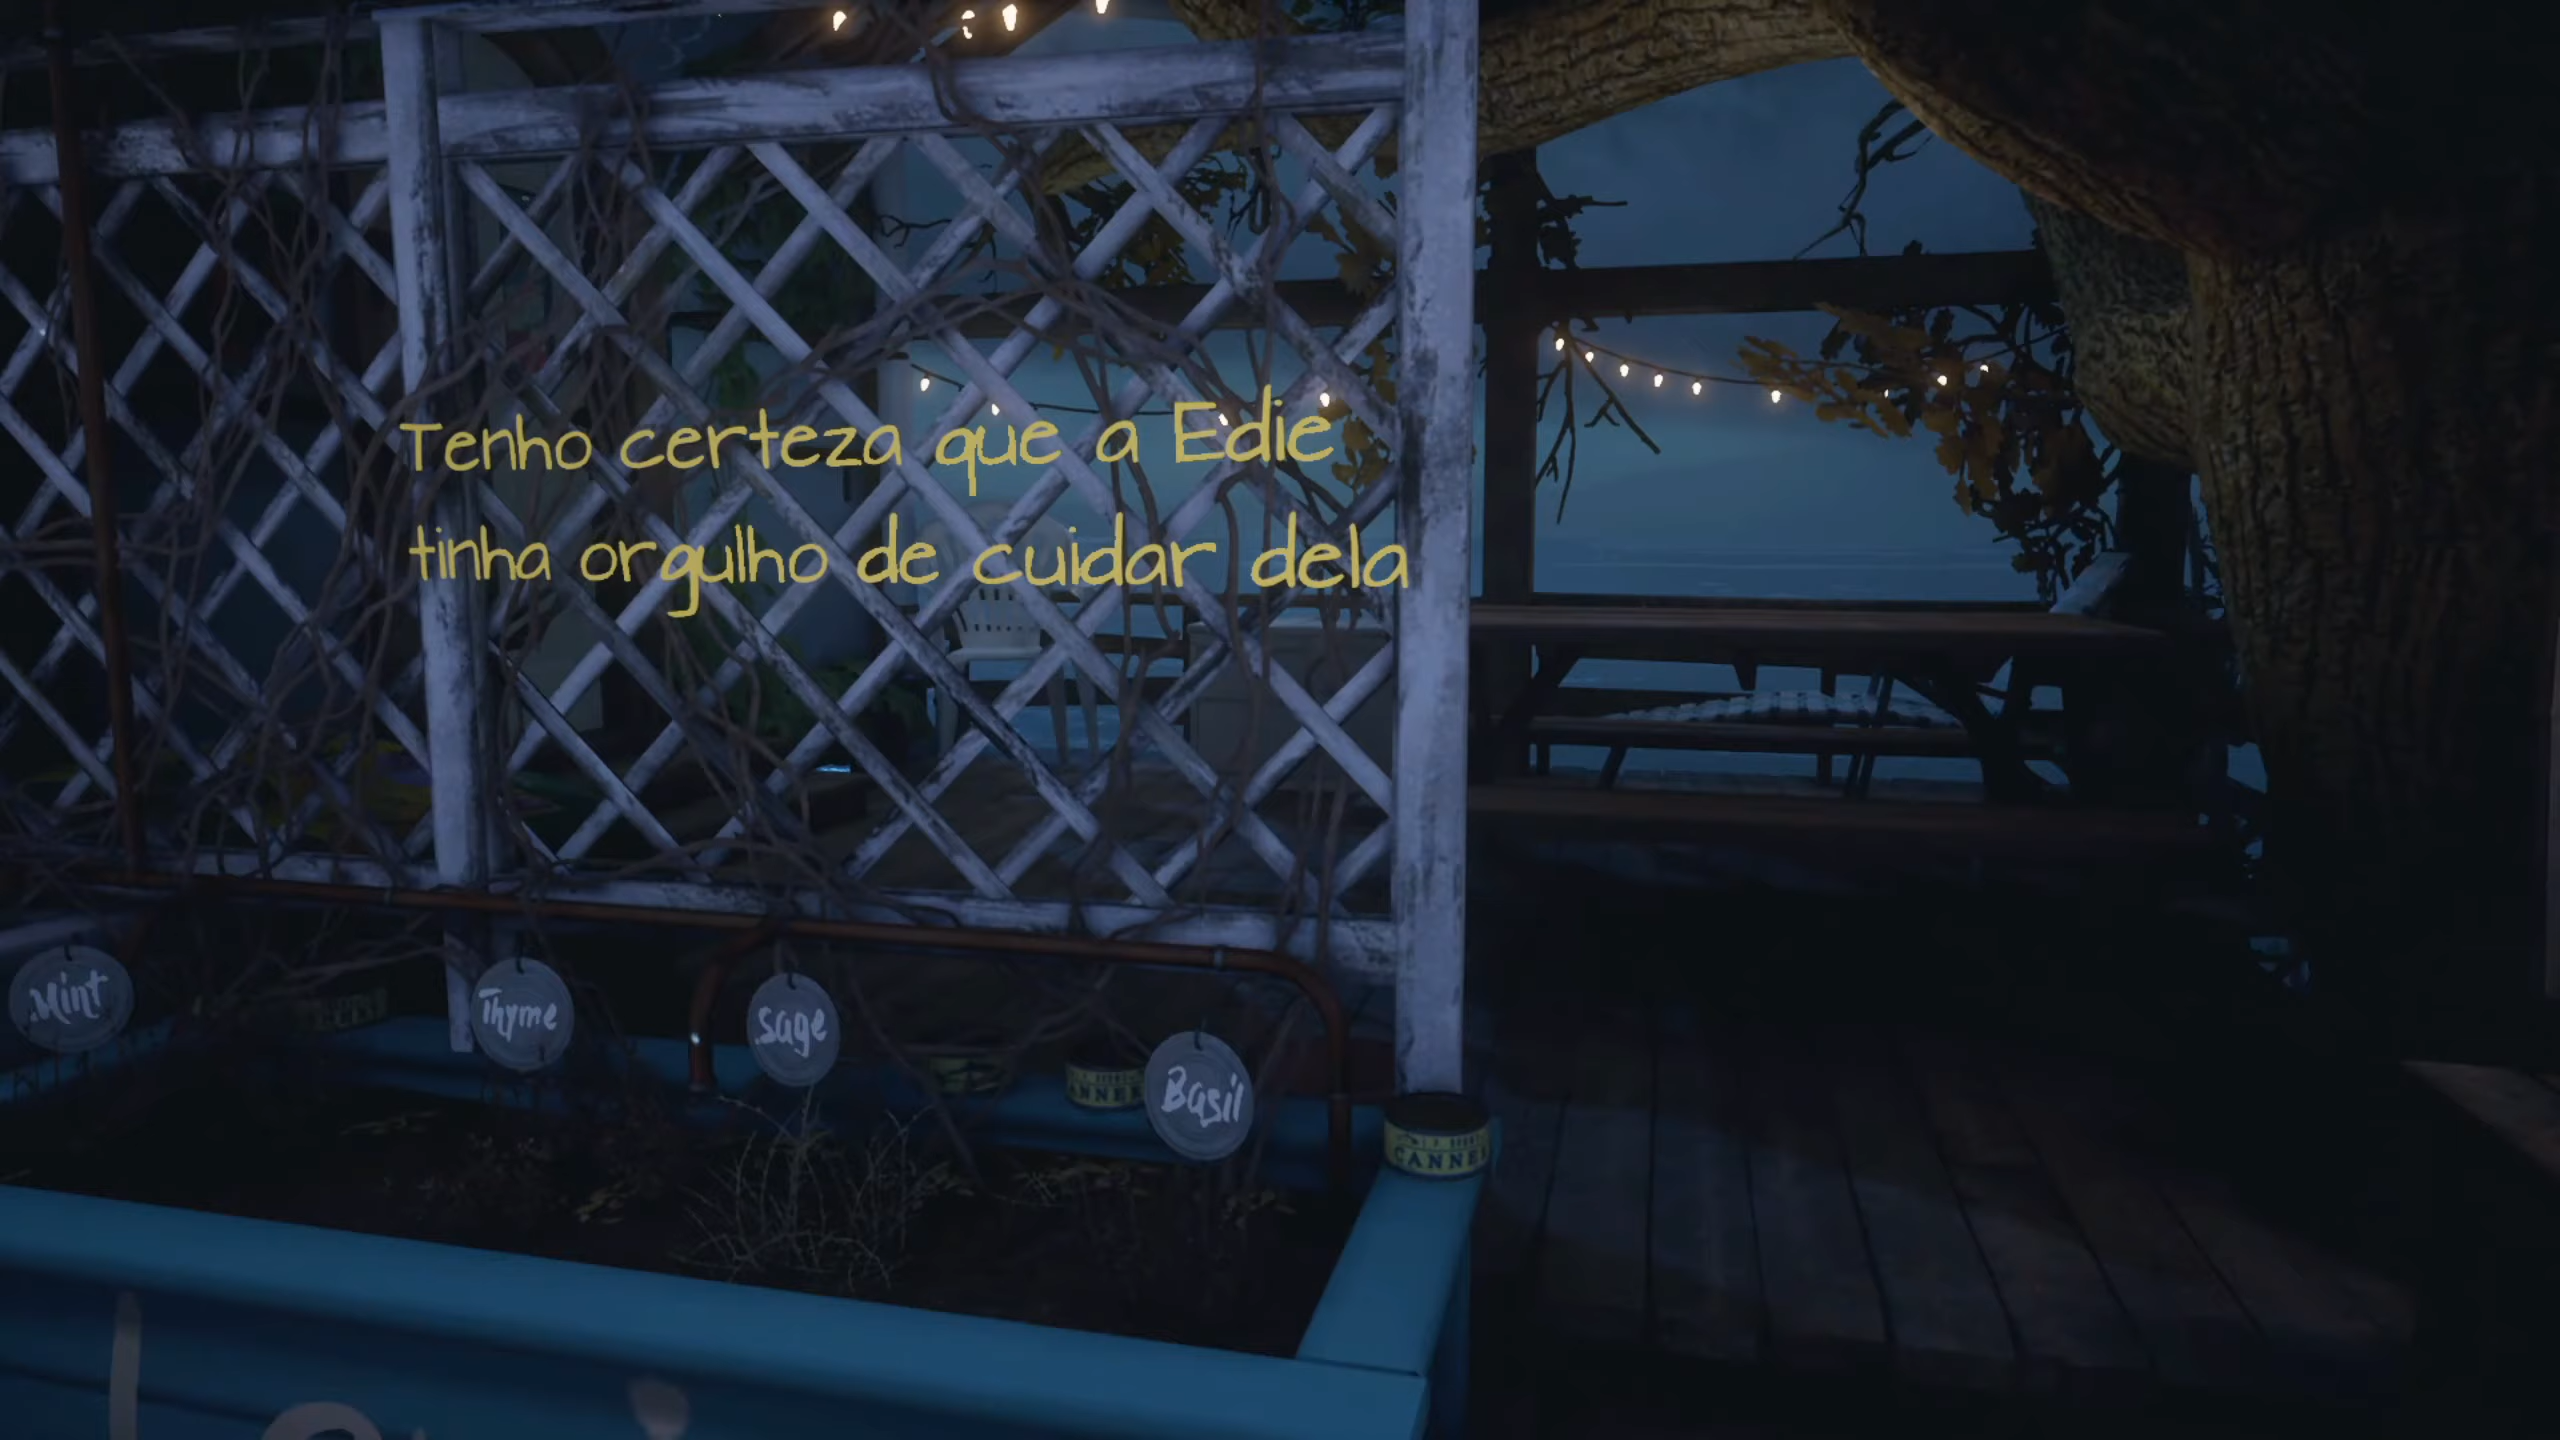 Tenho certeza que a Edie
tinha orgulho de cuidar dela
Mint
Thyme
sage
Basil